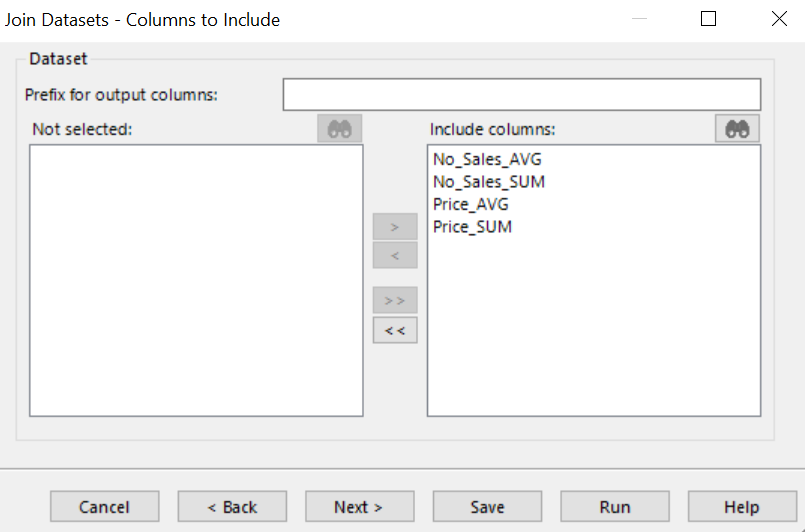 Join Datasets - Columns to Include
Dataset
Prefix for output columns:
Not selected:
Include columns:
No_Sales_AVG
No_Sales_SUM
Price_AVG
Price_SUM
>
<
>>
<<
Cancel
< Back
Next >
Save
Run
Help